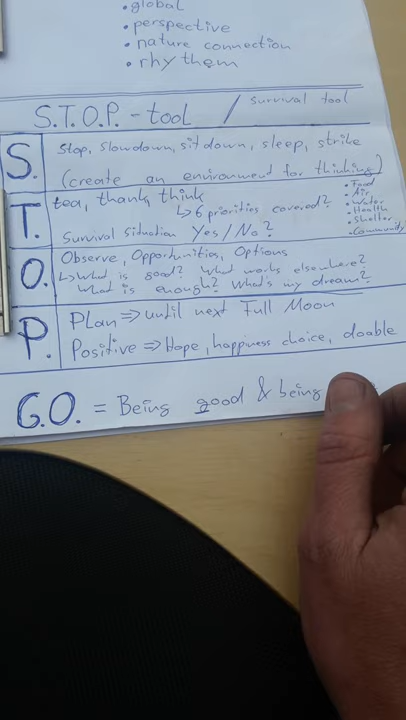 • global
• perspective
• nature connection
• rhy them
S.T.O.P. - tool / survival tool
S. Stop, slowdown, sit down, sleep, strike
(create an environment for thinking)
T. tea, thank, think
↳ 6 priorities covered?
Survival Situation Yes / No?
• Food
• Air
• Water
• Health
• Shelter
• Community
O. Observe, Opportunities, Options
↳ What is good? What works elsewhere?
What is enough? What's my dream?
P. Plan ⇒ until next Full Moon
Positive ⇒ Hope, happiness choice, doable
G.O. = Being good & being